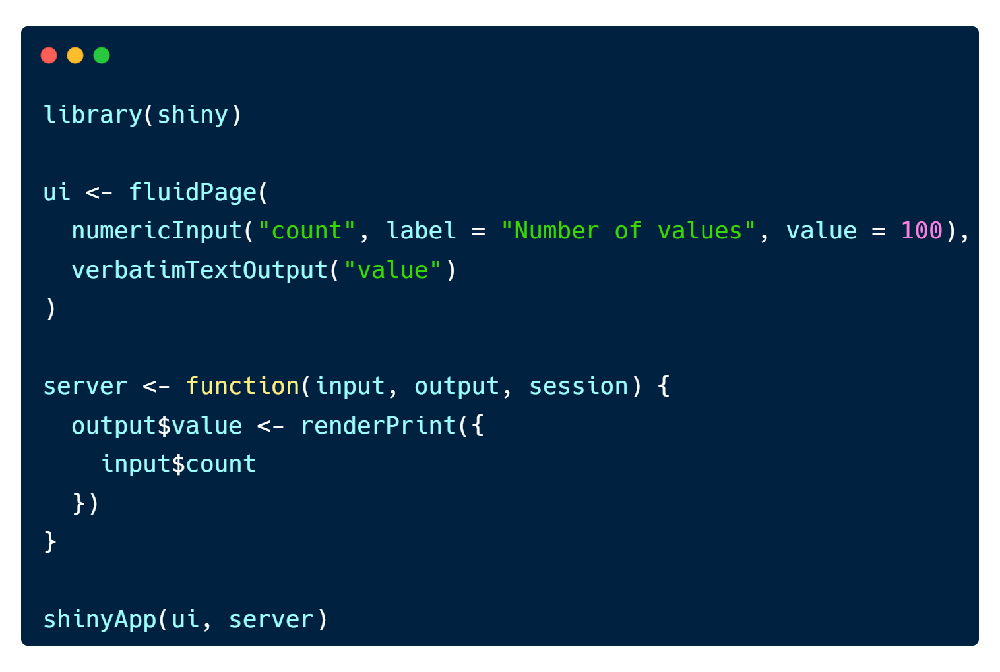 library(shiny)
ui <- fluidPage(
  numericInput("count", label = "Number of values", value = 100),
  verbatimTextOutput("value")
)
server <- function(input, output, session) {
  output$value <- renderPrint({
    input$count
  })
}
shinyApp(ui, server)